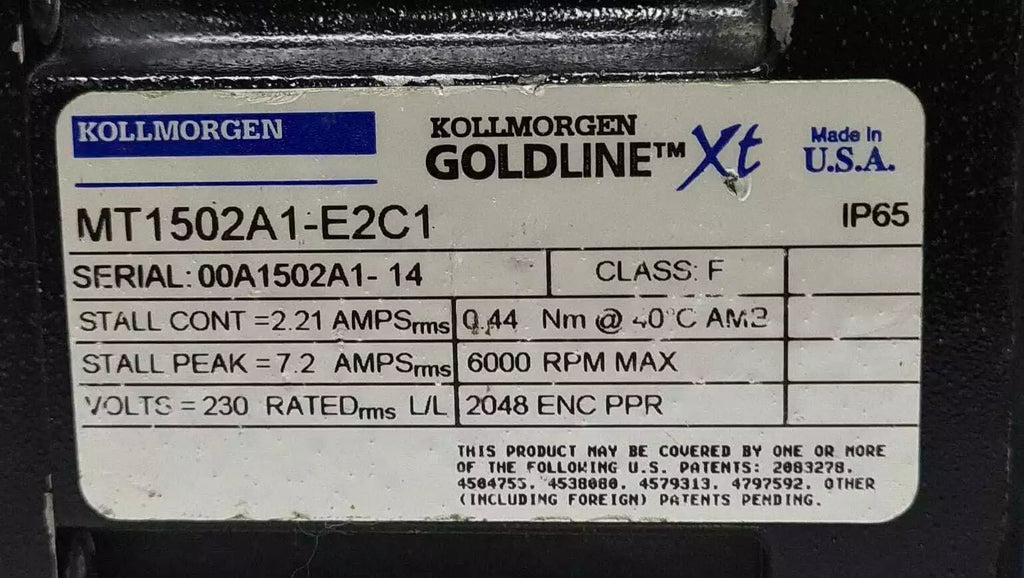 KOLLMORGEN
KOLLMORGEN
GOLDLINE™ Xt
Made In
U.S.A.
MT1502A1-E2C1
IP65
SERIAL: 00A1502A1- 14
CLASS: F
STALL CONT =2.21 AMPSrms
0.44 Nm @ 40°C AMB
STALL PEAK =7.2 AMPSrms
6000 RPM MAX
VOLTS = 230 RATEDrms L/L
2048 ENC PPR
THIS PRODUCT MAY BE COVERED BY ONE OR MORE
OF THE FOLLOWING U.S. PATENTS: 2083278.
4504755. 4538080. 4579313. 4797592. OTHER
(INCLUDING FOREIGN) PATENTS PENDING.